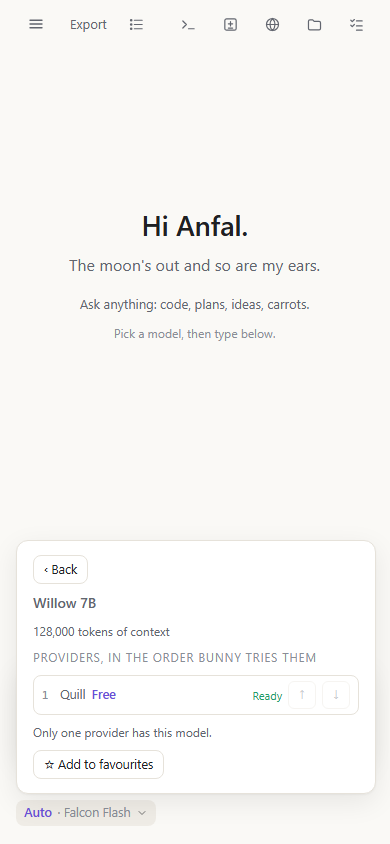 Export
Hi Anfal.
The moon's out and so are my ears.
Ask anything: code, plans, ideas, carrots.
Pick a model, then type below.
‹ Back
Willow 7B
128,000 tokens of context
PROVIDERS, IN THE ORDER BUNNY TRIES THEM
1 Quill Free Ready ↑ ↓
Only one provider has this model.
☆ Add to favourites
Auto · Falcon Flash